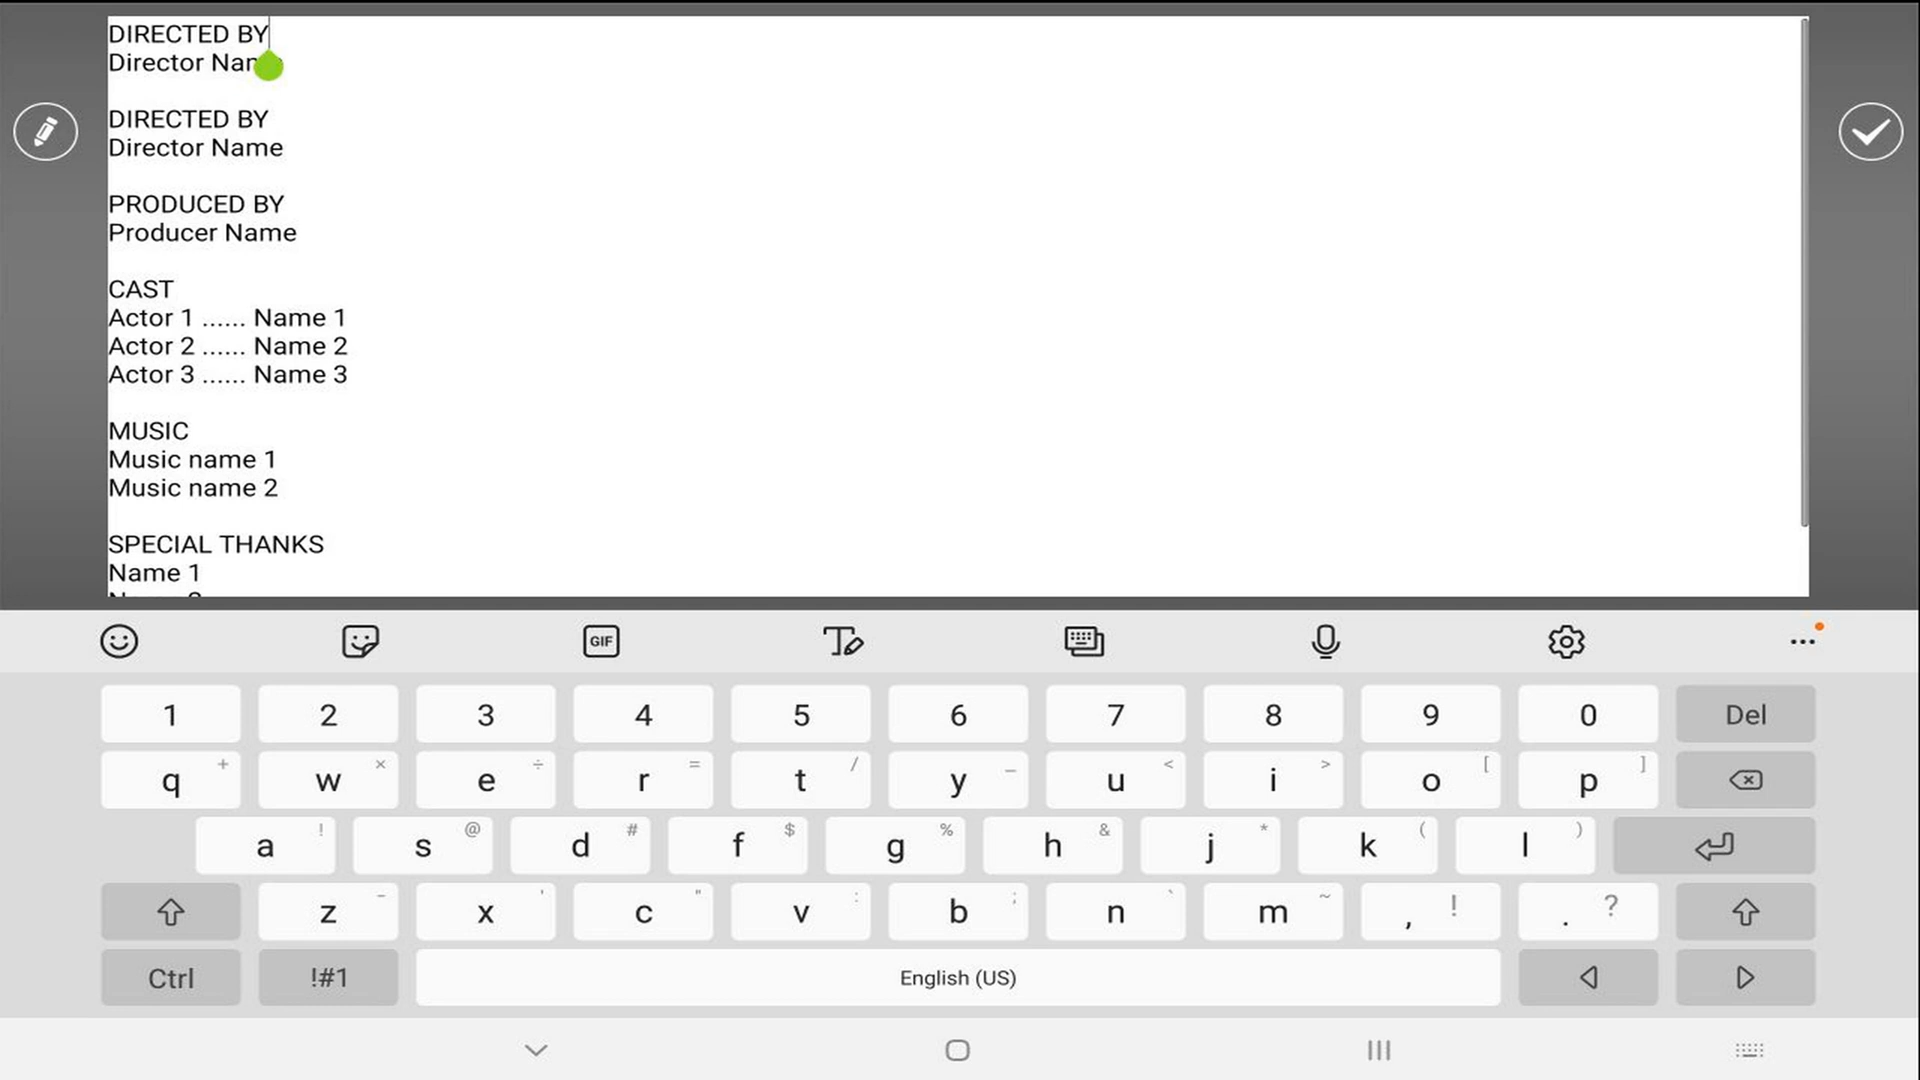 DIRECTED BY
Director Name

DIRECTED BY
Director Name

PRODUCED BY
Producer Name

CAST
Actor 1 ...... Name 1
Actor 2 ...... Name 2
Actor 3 ...... Name 3

MUSIC
Music name 1
Music name 2

SPECIAL THANKS
Name 1
GIF
1 2 3 4 5 6 7 8 9 0 Del
q + w × e ÷ r = t / y _ u < i > o [ p ]
a ! s @ d # f $ g % h & j * k ( l )
z - x ' c " v : b ; n ` m ~ , ! . ?
Ctrl !#1 English (US)